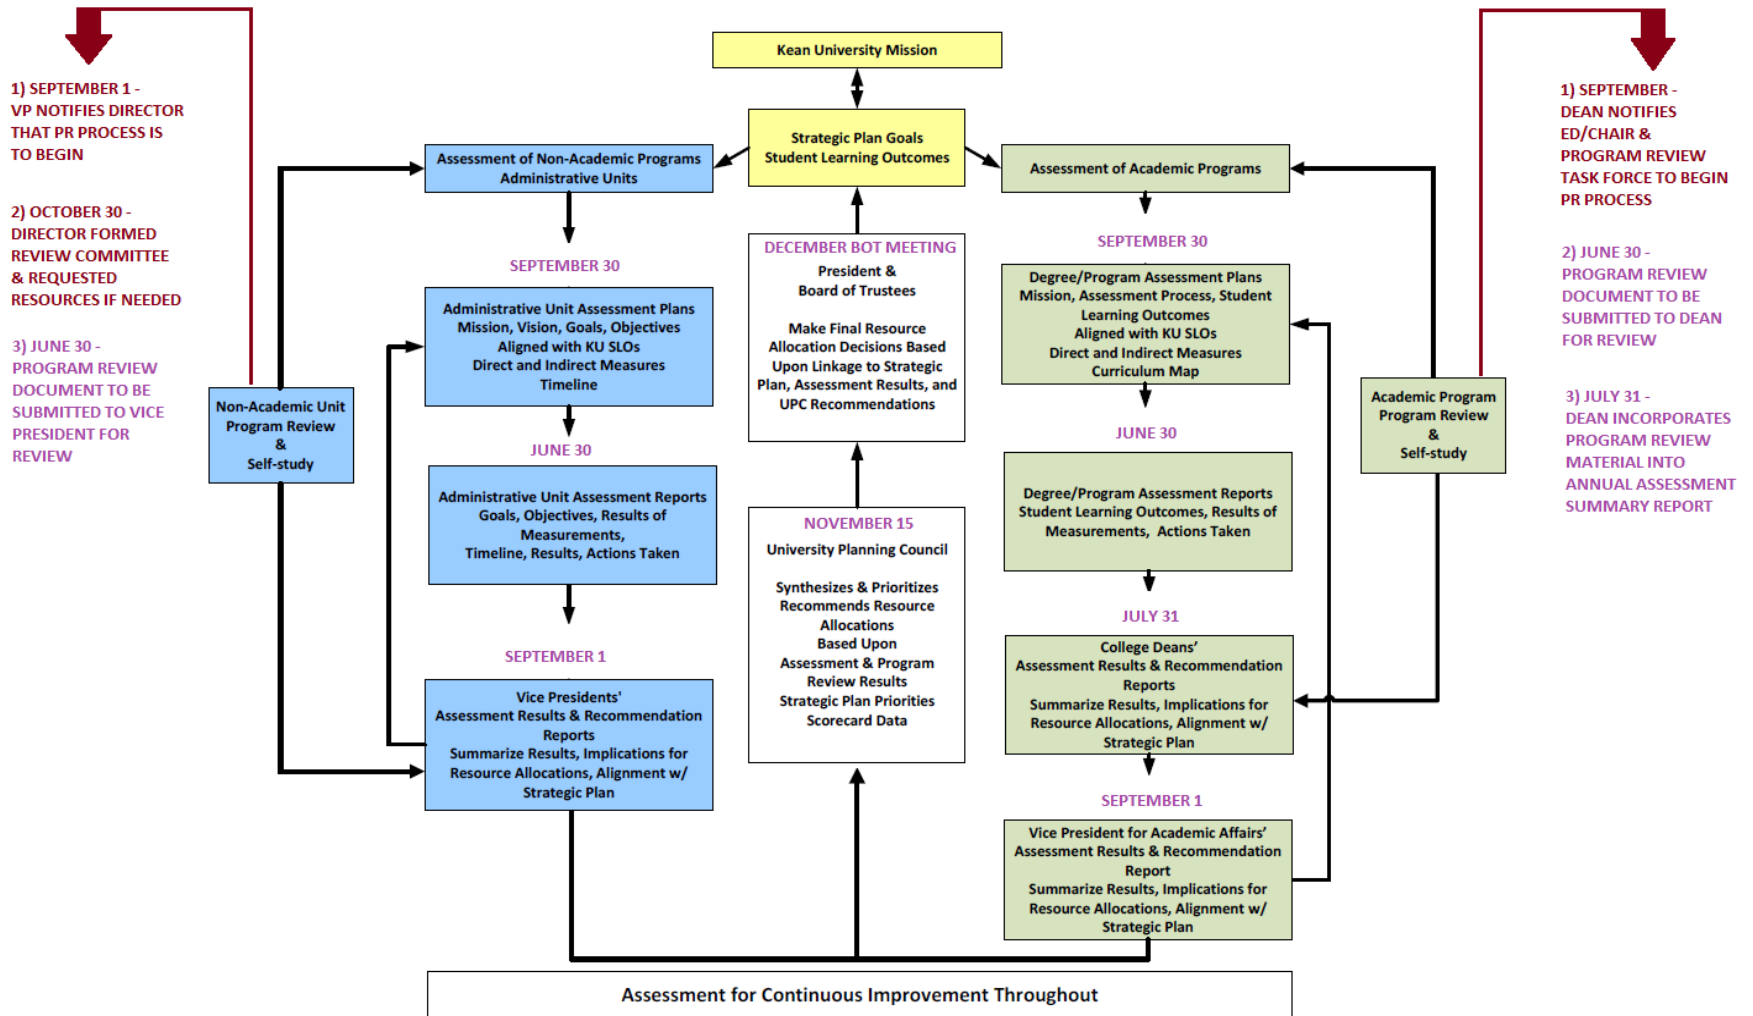 1) SEPTEMBER 1 -
VP NOTIFIES DIRECTOR
THAT PR PROCESS IS
TO BEGIN
2) OCTOBER 30 -
DIRECTOR FORMED
REVIEW COMMITTEE
& REQUESTED
RESOURCES IF NEEDED
3) JUNE 30 -
PROGRAM REVIEW
DOCUMENT TO BE
SUBMITTED TO VICE
PRESIDENT FOR
REVIEW
Non-Academic Unit
Program Review
&
Self-study
Kean University Mission
Strategic Plan Goals
Student Learning Outcomes
Assessment of Non-Academic Programs
Administrative Units
SEPTEMBER 30
Administrative Unit Assessment Plans
Mission, Vision, Goals, Objectives
Aligned with KU SLOs
Direct and Indirect Measures
Timeline
JUNE 30
Administrative Unit Assessment Reports
Goals, Objectives, Results of
Measurements,
Timeline, Results, Actions Taken
SEPTEMBER 1
Vice Presidents'
Assessment Results & Recommendation
Reports
Summarize Results, Implications for
Resource Allocations, Alignment w/
Strategic Plan
DECEMBER BOT MEETING
President &
Board of Trustees
Make Final Resource
Allocation Decisions Based
Upon Linkage to Strategic
Plan, Assessment Results, and
UPC Recommendations
NOVEMBER 15
University Planning Council
Synthesizes & Prioritizes
Recommends Resource
Allocations
Based Upon
Assessment & Program
Review Results
Strategic Plan Priorities
Scorecard Data
Assessment of Academic Programs
SEPTEMBER 30
Degree/Program Assessment Plans
Mission, Assessment Process, Student
Learning Outcomes
Aligned with KU SLOs
Direct and Indirect Measures
Curriculum Map
JUNE 30
Degree/Program Assessment Reports
Student Learning Outcomes, Results of
Measurements, Actions Taken
JULY 31
College Deans'
Assessment Results & Recommendation
Reports
Summarize Results, Implications for
Resource Allocations, Alignment w/
Strategic Plan
SEPTEMBER 1
Vice President for Academic Affairs'
Assessment Results & Recommendation
Report
Summarize Results, Implications for
Resource Allocations, Alignment w/
Strategic Plan
Academic Program
Program Review
&
Self-study
1) SEPTEMBER -
DEAN NOTIFIES
ED/CHAIR &
PROGRAM REVIEW
TASK FORCE TO BEGIN
PR PROCESS
2) JUNE 30 -
PROGRAM REVIEW
DOCUMENT TO BE
SUBMITTED TO DEAN
FOR REVIEW
3) JULY 31 -
DEAN INCORPORATES
PROGRAM REVIEW
MATERIAL INTO
ANNUAL ASSESSMENT
SUMMARY REPORT
Assessment for Continuous Improvement Throughout